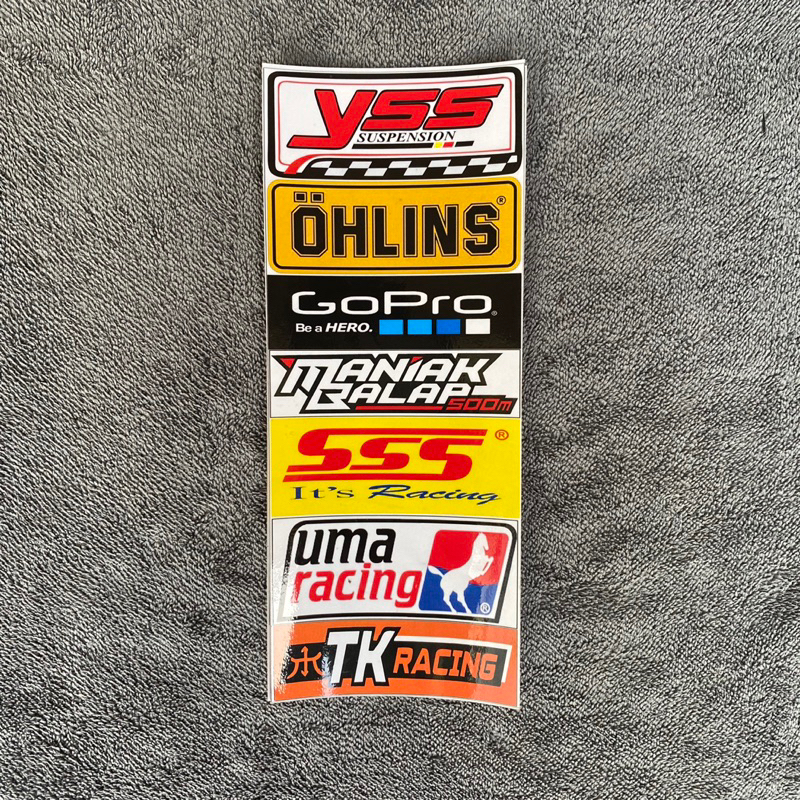 YSS
SUSPENSION
ÖHLINS®
GoPro®
Be a HERO.
MANIAK
BALAP
500m
SSS®
It's Racing
uma
racing®
TK RACING